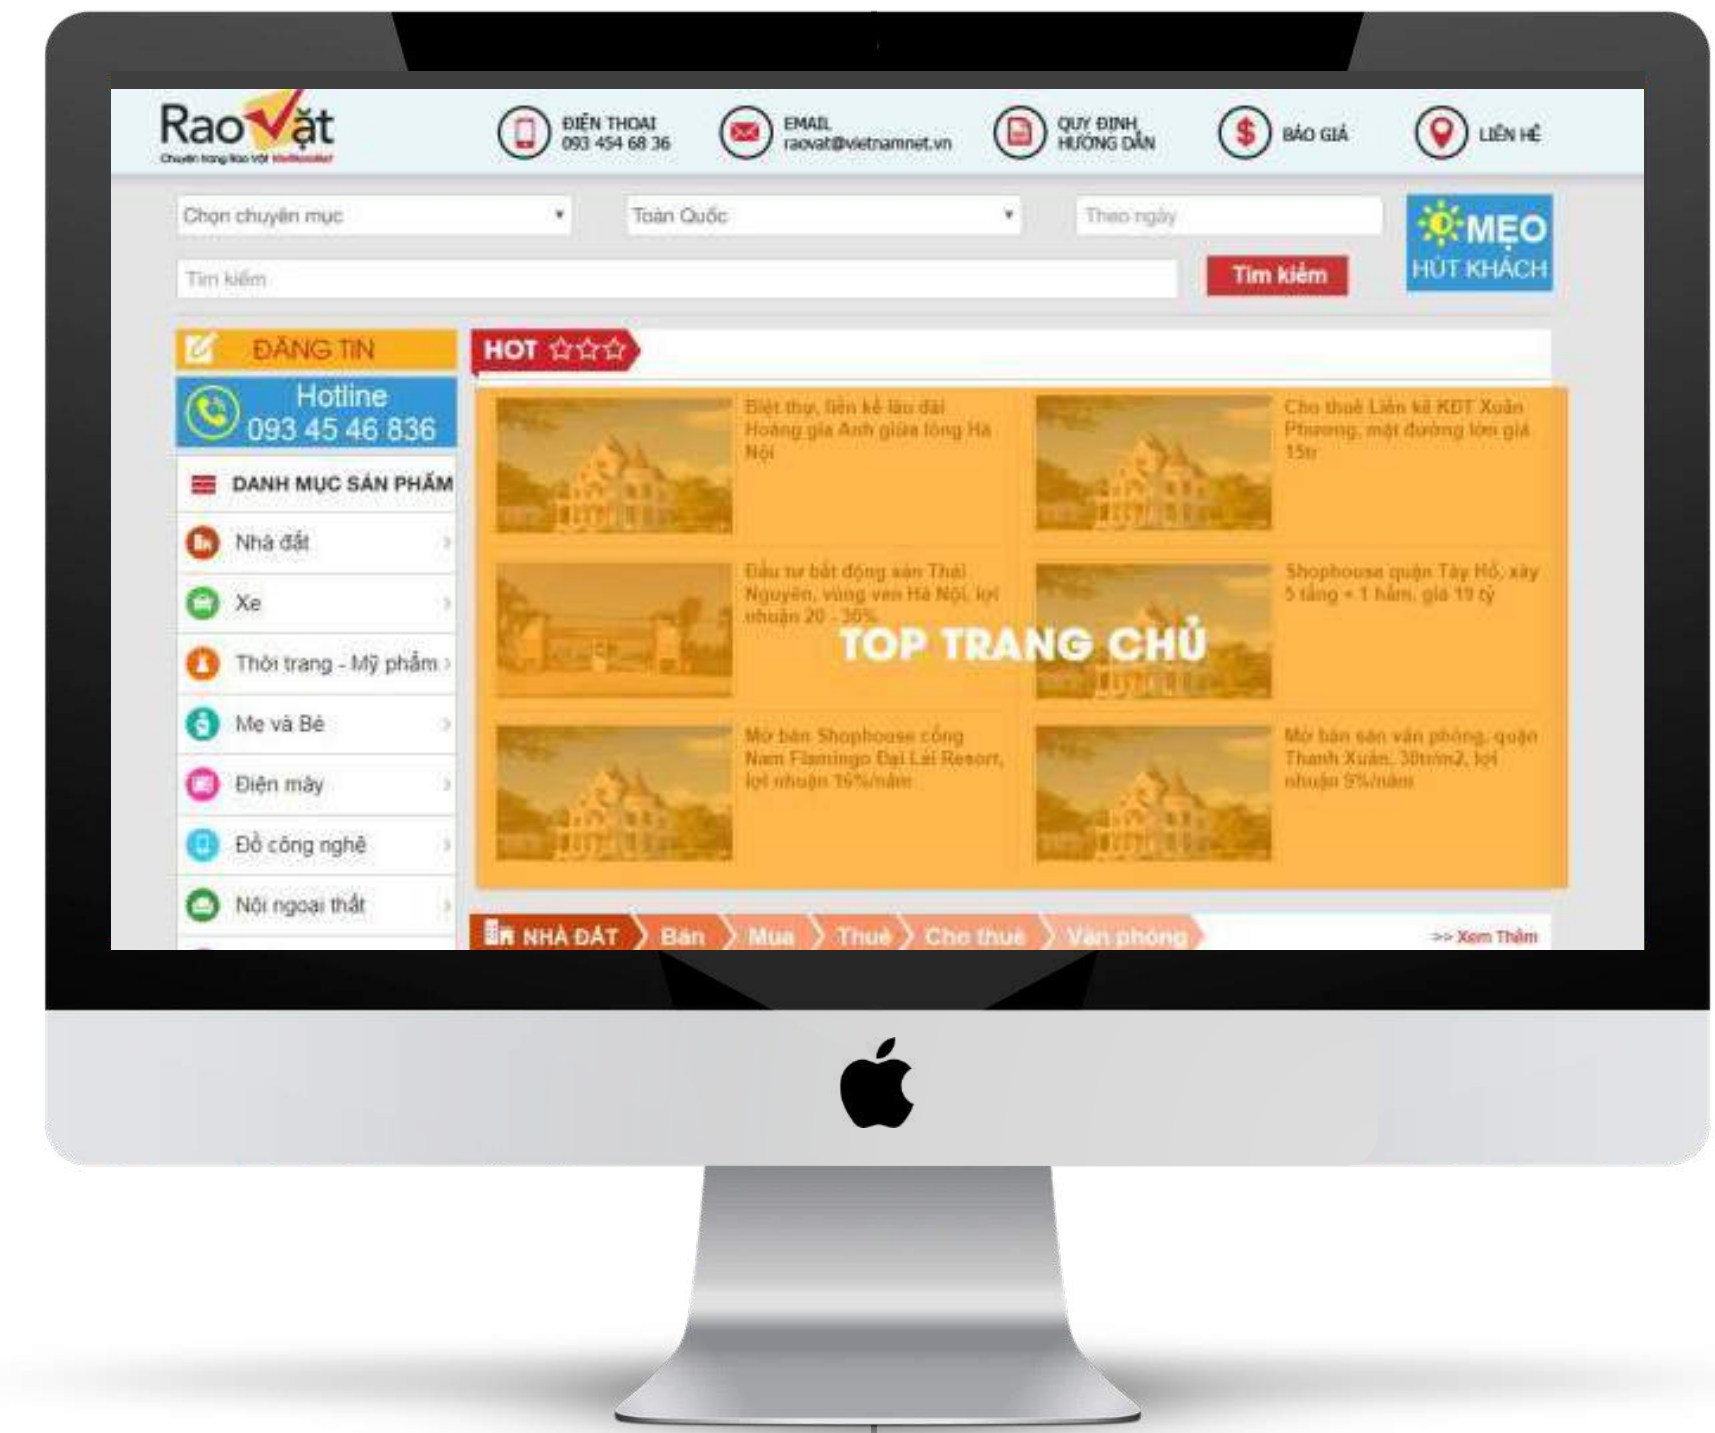 Rao Vặt
Chuyên trang Rao Vặt VietNamNet
ĐIỆN THOẠI
093 454 68 36
EMAIL
raovat@vietnamnet.vn
QUY ĐỊNH
HƯỚNG DẪN
BÁO GIÁ
LIÊN HỆ
Chọn chuyên mục
Toàn Quốc
Theo ngày
MẸO
HÚT KHÁCH
Tìm kiếm
Tìm kiếm
ĐĂNG TIN
HOT
Hotline
093 45 46 836
DANH MỤC SẢN PHẨM
Nhà đất
Xe
Thời trang - Mỹ phẩm
Mẹ và Bé
Điện máy
Đồ công nghệ
Nội ngoại thất
Biệt thự, liền kề lâu đài
Hoàng gia Anh giữa lòng Hà
Nội
Cho thuê Liền kề KĐT Xuân
Phương, mặt đường lớn giá
15tr
Đầu tư bất động sản Thái
Nguyên, vùng ven Hà Nội, lợi
nhuận 20 - 30%
Shophouse quận Tây Hồ, xây
5 tầng + 1 hầm, giá 19 tỷ
TOP TRANG CHỦ
Mở bán Shophouse cổng
Nam Flamingo Đại Lải Resort,
lợi nhuận 16%/năm
Mở bán sàn văn phòng, quận
Thanh Xuân, 30tr/m2, lợi
nhuận 9%/năm
NHÀ ĐẤT Bán Mua Thuê Cho thuê Văn phòng
>> Xem Thêm